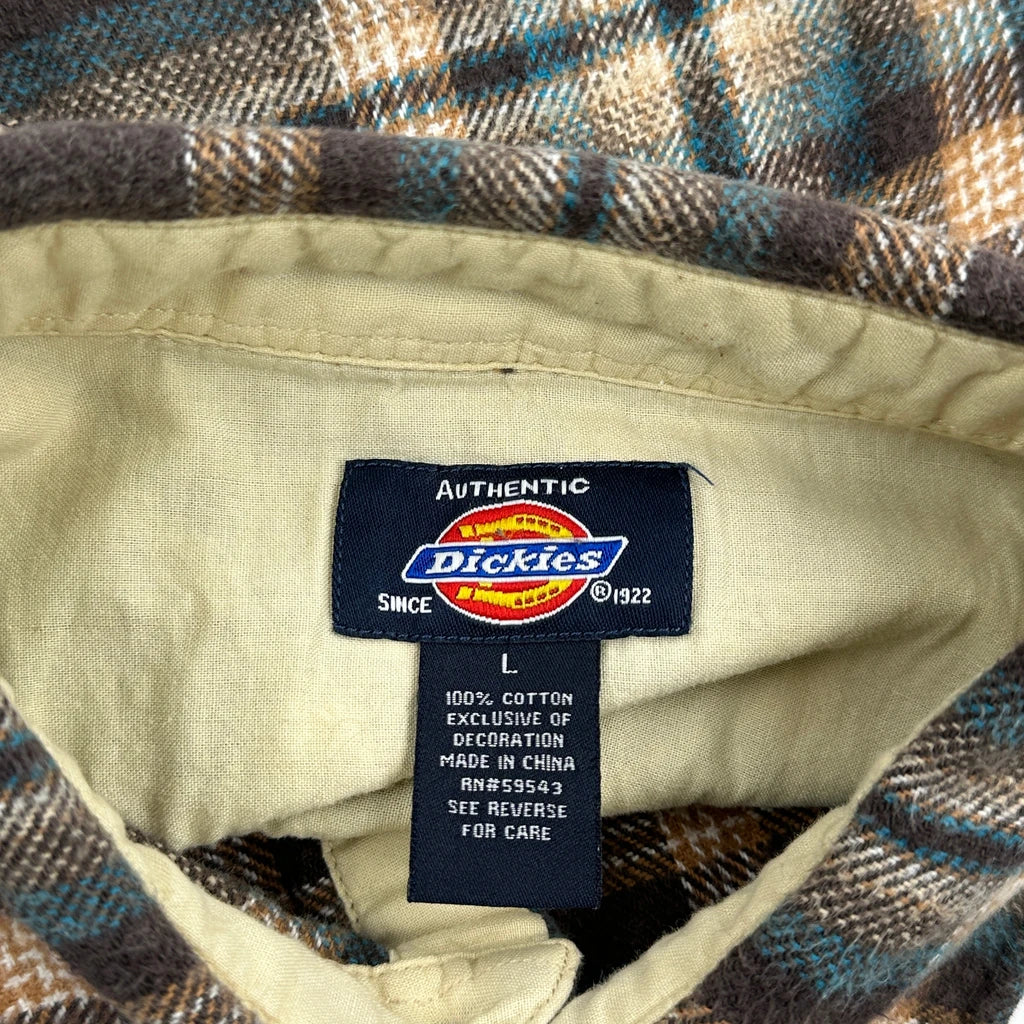 AUTHENTIC
Dickies
SINCE ® 1922
L
100% COTTON
EXCLUSIVE OF
DECORATION
MADE IN CHINA
RN#59543
SEE REVERSE
FOR CARE